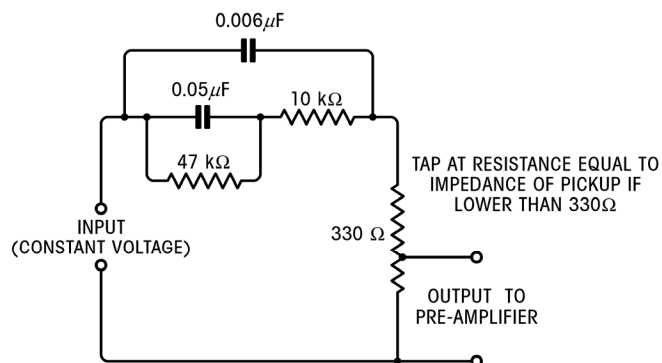 0.006μF
0.05μF
10 kΩ
47 kΩ
TAP AT RESISTANCE EQUAL TO
IMPEDANCE OF PICKUP IF
LOWER THAN 330Ω
INPUT
(CONSTANT VOLTAGE)
330 Ω
OUTPUT TO
PRE-AMPLIFIER